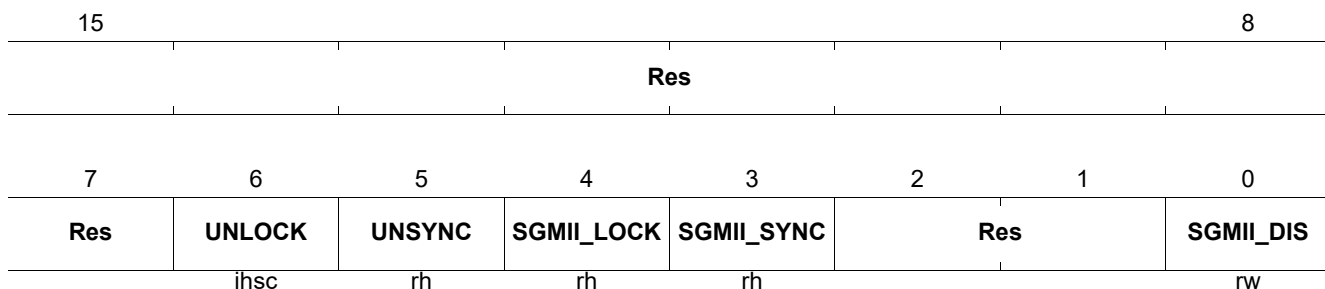 15 8
Res
7 6 5 4 3 2 1 0
Res UNLOCK UNSYNC SGMII_LOCK SGMII_SYNC Res SGMII_DIS
ihsc rh rh rh rw